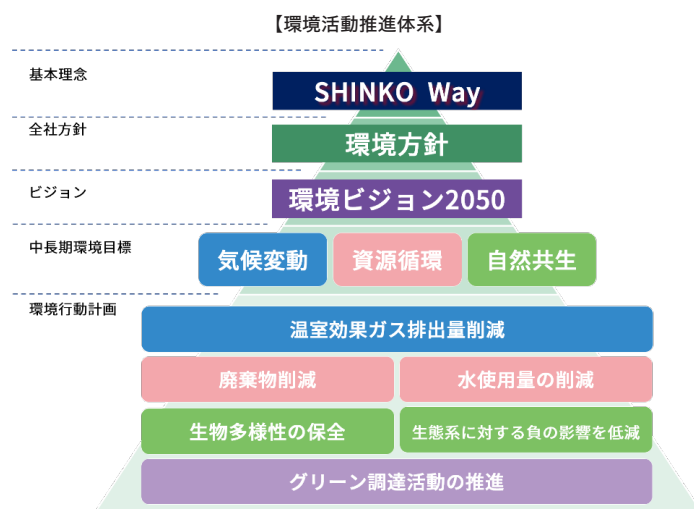 【環境活動推進体系】
基本理念
SHINKO Way
全社方針
環境方針
ビジョン
環境ビジョン2050
中長期環境目標
気候変動
資源循環
自然共生
環境行動計画
温室効果ガス排出量削減
廃棄物削減
水使用量の削減
生物多様性の保全
生態系に対する負の影響を低減
グリーン調達活動の推進